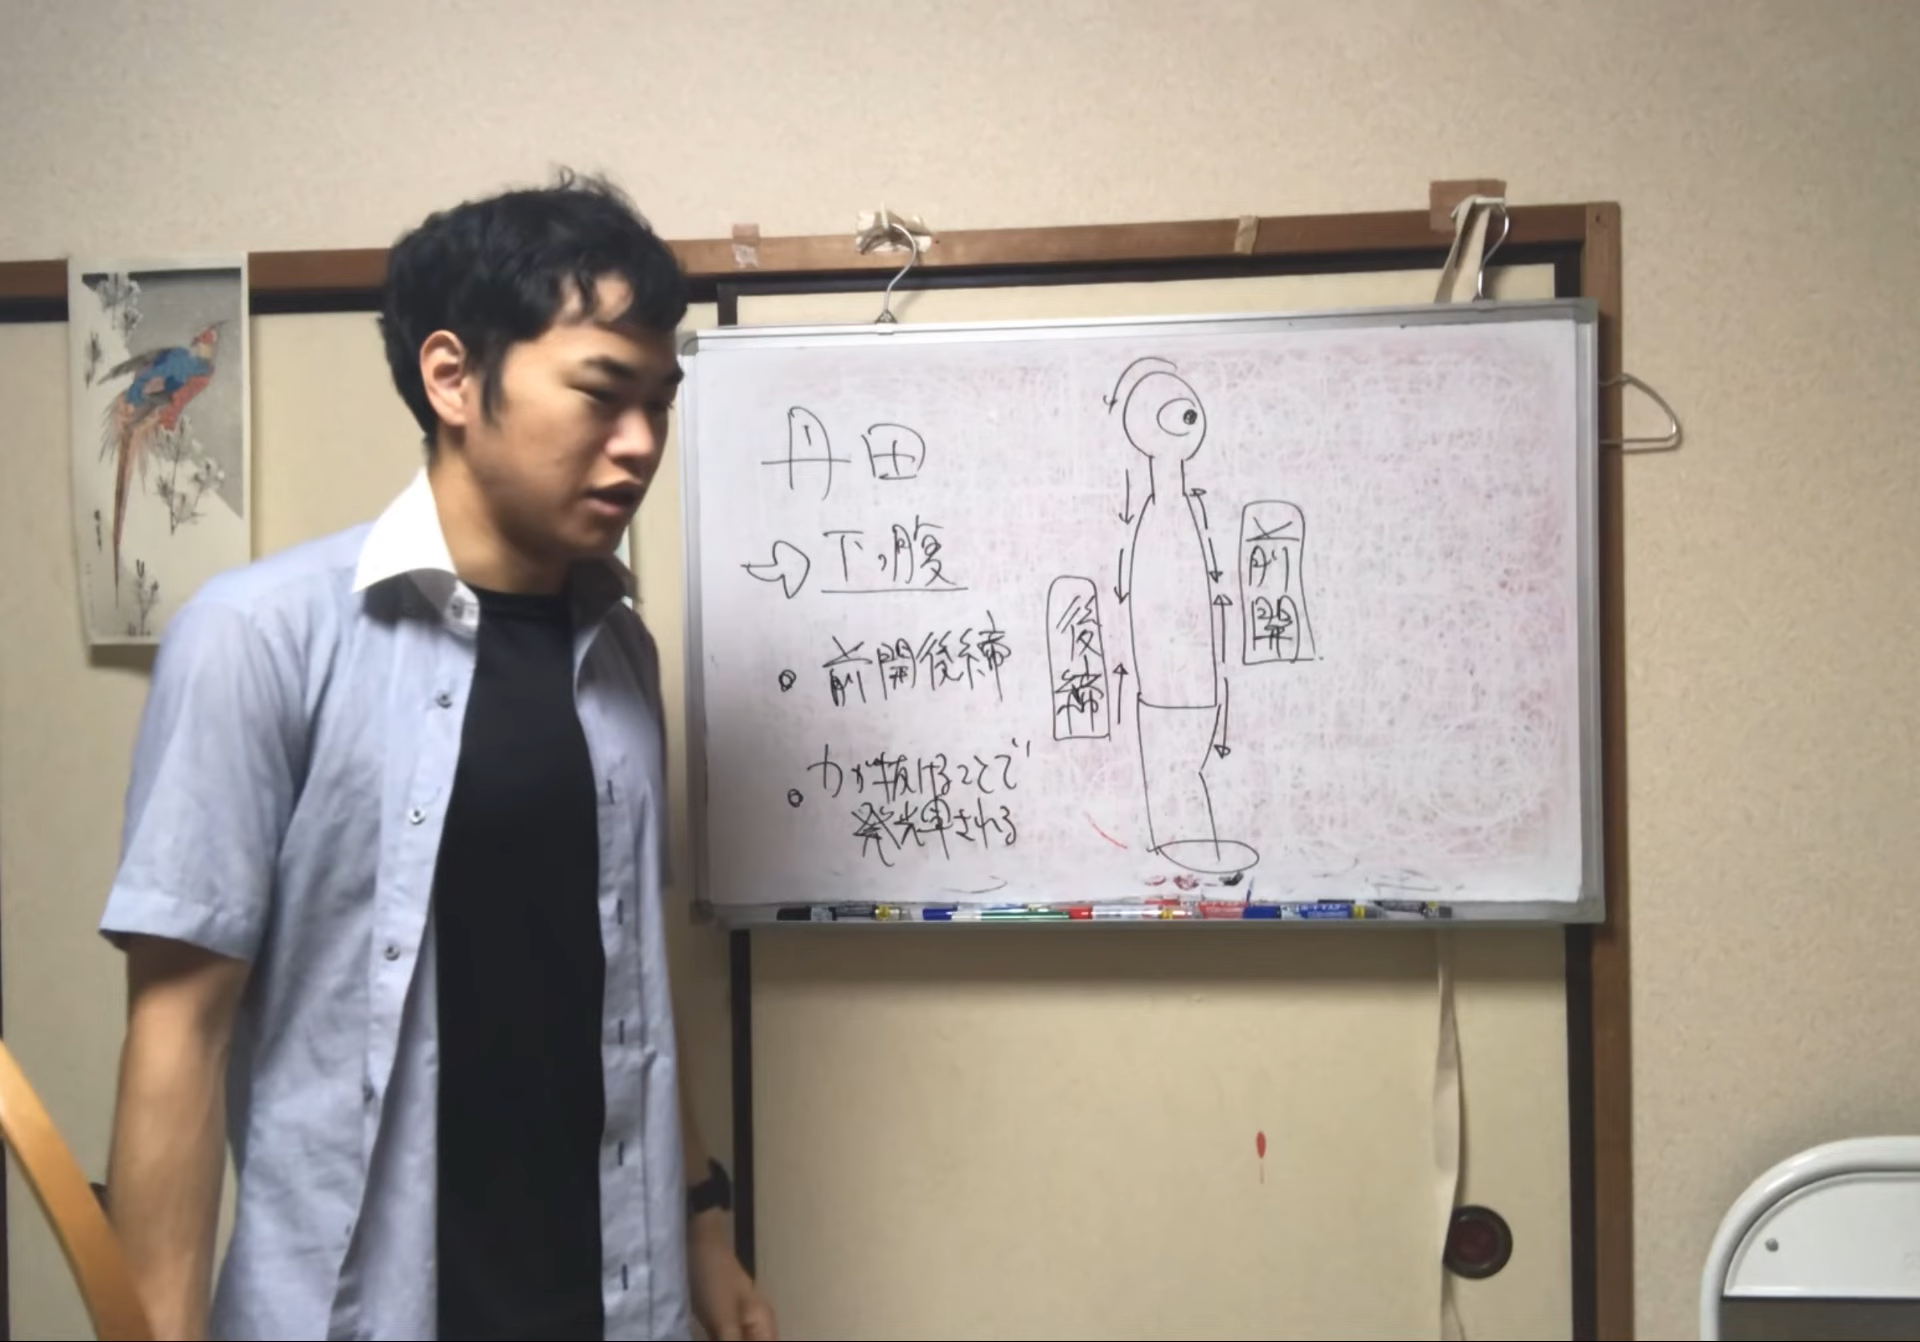 丹田
下っ腹
前開後締
力が抜けることで
発揮される
後締
前開